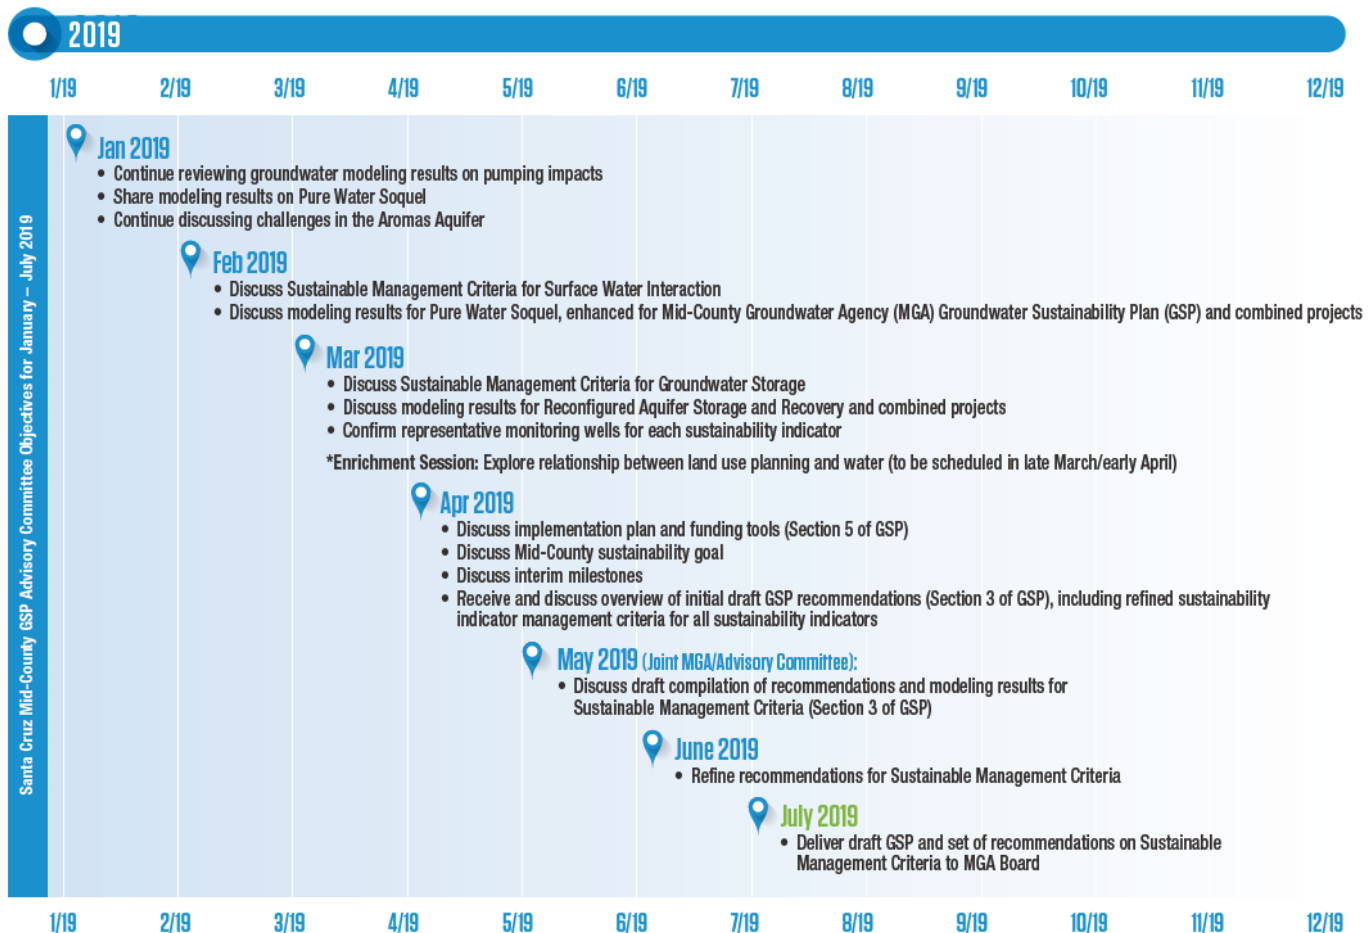 2019
1/19 2/19 3/19 4/19 5/19 6/19 7/19 8/19 9/19 10/19 11/19 12/19
Santa Cruz Mid-County GSP Advisory Committee Objectives for January – July 2019
Jan 2019
• Continue reviewing groundwater modeling results on pumping impacts
• Share modeling results on Pure Water Soquel
• Continue discussing challenges in the Aromas Aquifer
Feb 2019
• Discuss Sustainable Management Criteria for Surface Water Interaction
• Discuss modeling results for Pure Water Soquel, enhanced for Mid-County Groundwater Agency (MGA) Groundwater Sustainability Plan (GSP) and combined projects
Mar 2019
• Discuss Sustainable Management Criteria for Groundwater Storage
• Discuss modeling results for Reconfigured Aquifer Storage and Recovery and combined projects
• Confirm representative monitoring wells for each sustainability indicator
*Enrichment Session: Explore relationship between land use planning and water (to be scheduled in late March/early April)
Apr 2019
• Discuss implementation plan and funding tools (Section 5 of GSP)
• Discuss Mid-County sustainability goal
• Discuss interim milestones
• Receive and discuss overview of initial draft GSP recommendations (Section 3 of GSP), including refined sustainability
indicator management criteria for all sustainability indicators
May 2019 (Joint MGA/Advisory Committee):
• Discuss draft compilation of recommendations and modeling results for
Sustainable Management Criteria (Section 3 of GSP)
June 2019
• Refine recommendations for Sustainable Management Criteria
July 2019
• Deliver draft GSP and set of recommendations on Sustainable
Management Criteria to MGA Board
1/19 2/19 3/19 4/19 5/19 6/19 7/19 8/19 9/19 10/19 11/19 12/19